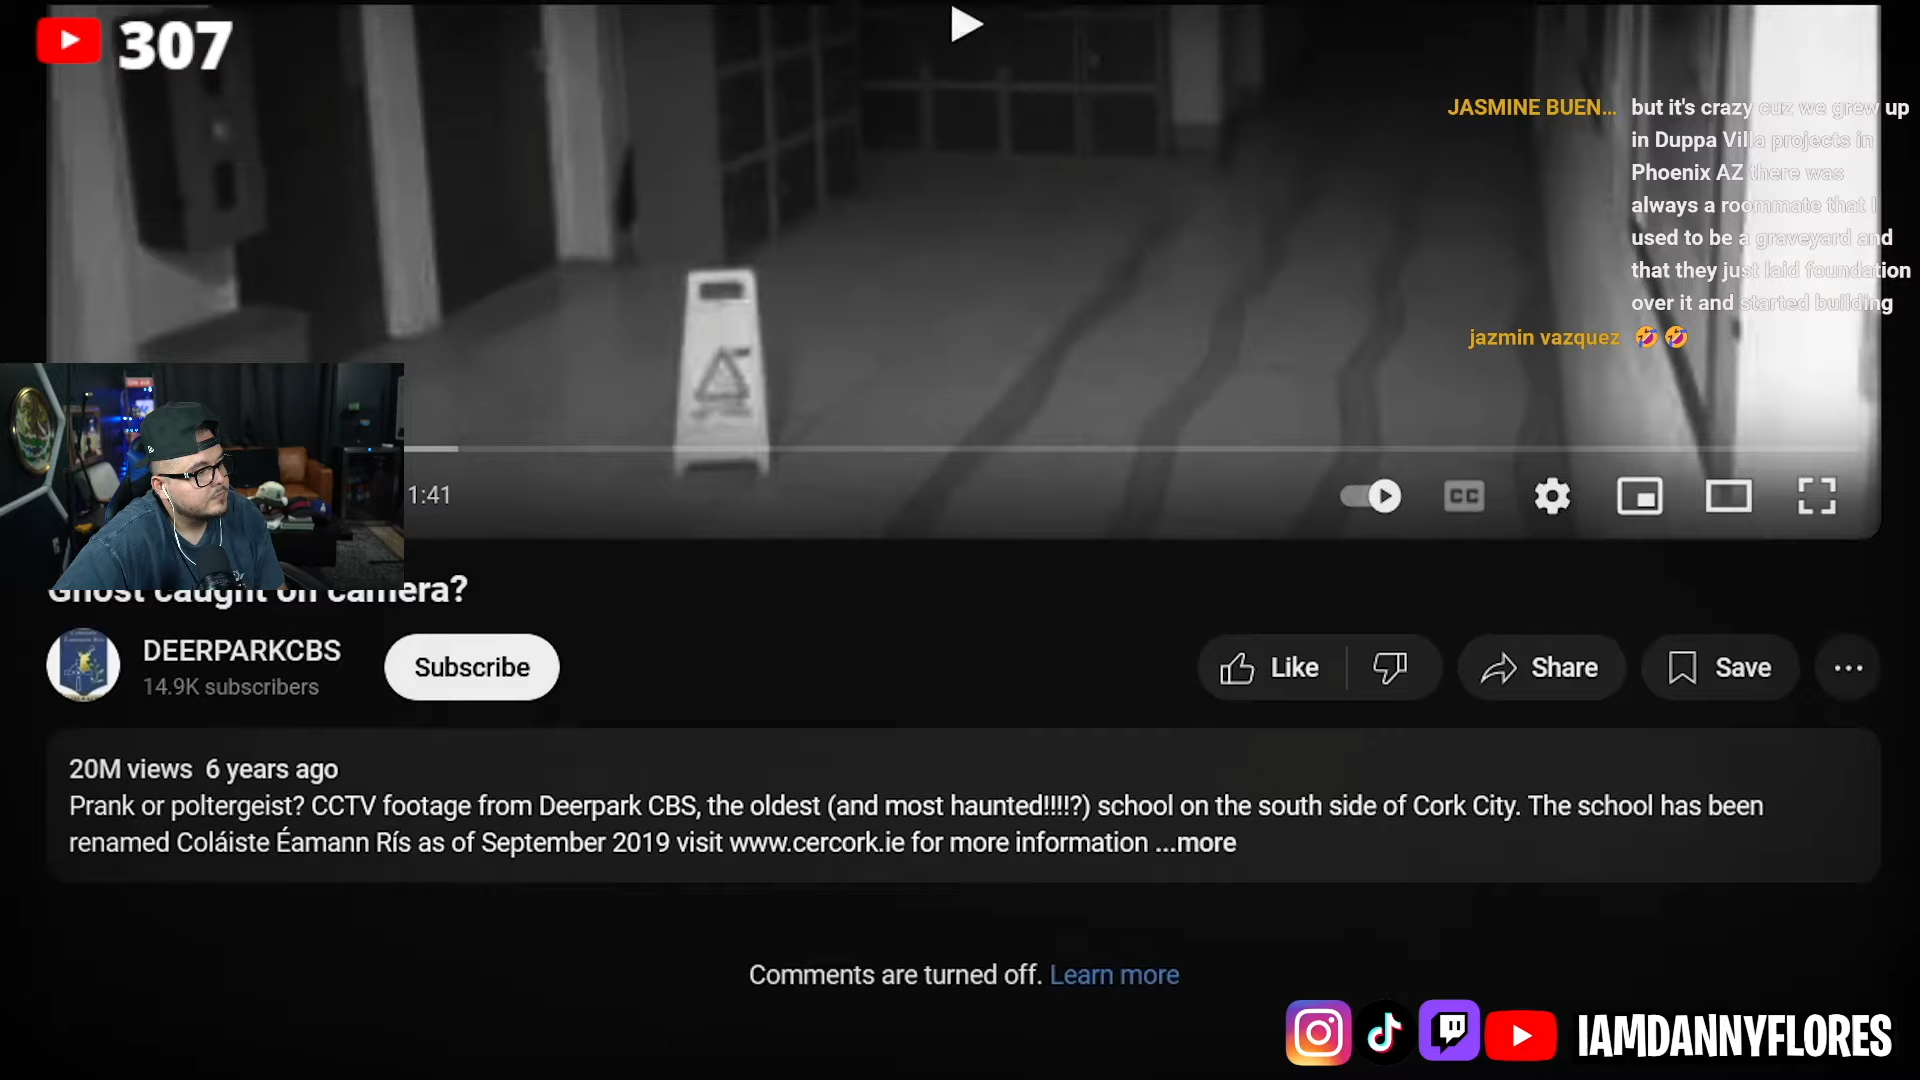 307
JASMINE BUEN... but it's crazy cuz we grew up
in Duppa Villa projects in
Phoenix AZ there was
always a roommate that I
used to be a graveyard and
that they just laid foundation
over it and started building
jazmin vazquez 🤣🤣
CC
1:41
Ghost caught on camera?
DEERPARKCBS
14.9K subscribers
Subscribe
Like
Share
Save
20M views 6 years ago
Prank or poltergeist? CCTV footage from Deerpark CBS, the oldest (and most haunted!!!!?) school on the south side of Cork City. The school has been
renamed Coláiste Éamann Rís as of September 2019 visit www.cercork.ie for more information ...more
Comments are turned off. Learn more
IAMDANNYFLORES